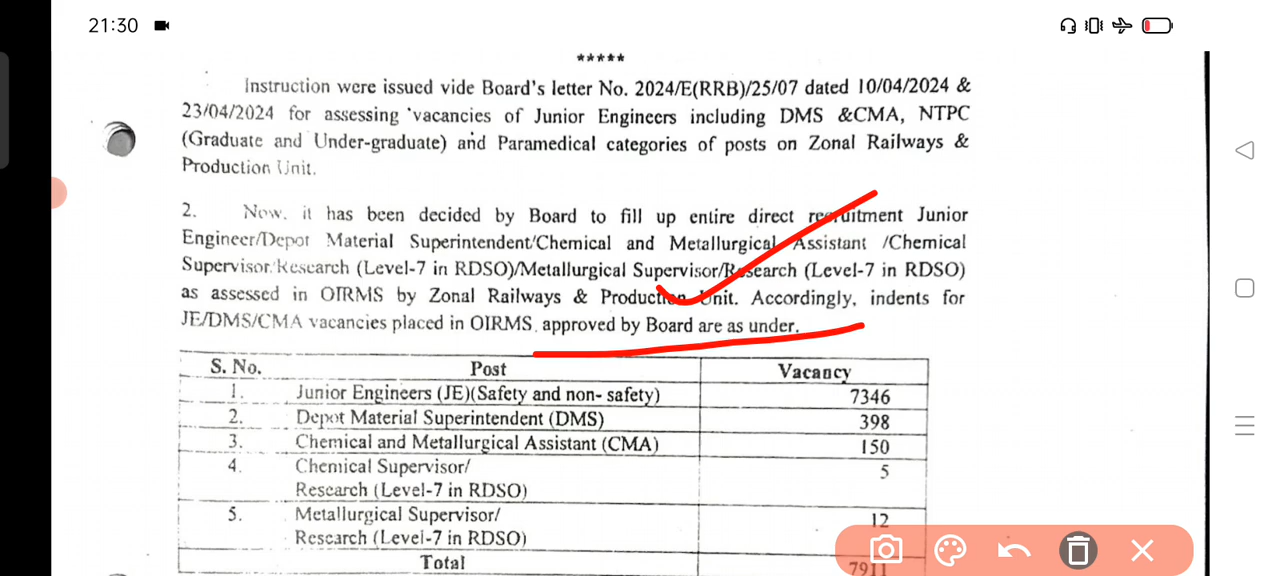 21:30
*****
Instruction were issued vide Board's letter No. 2024/E(RRB)/25/07 dated 10/04/2024 &
23/04/2024 for assessing vacancies of Junior Engineers including DMS &CMA, NTPC
(Graduate and Under-graduate) and Paramedical categories of posts on Zonal Railways &
Production Unit.
2. Now, it has been decided by Board to fill up entire direct recruitment Junior
Engineer/Depot Material Superintendent/Chemical and Metallurgical Assistant /Chemical
Supervisor/Research (Level-7 in RDSO)/Metallurgical Supervisor/Research (Level-7 in RDSO)
as assessed in OIRMS by Zonal Railways & Production Unit. Accordingly, indents for
JE/DMS/CMA vacancies placed in OIRMS, approved by Board are as under.
S. No. Post Vacancy
1. Junior Engineers (JE)(Safety and non- safety) 7346
2. Depot Material Superintendent (DMS) 398
3. Chemical and Metallurgical Assistant (CMA) 150
4. Chemical Supervisor/ 5
Research (Level-7 in RDSO)
5. Metallurgical Supervisor/ 12
Research (Level-7 in RDSO)
Total 7911